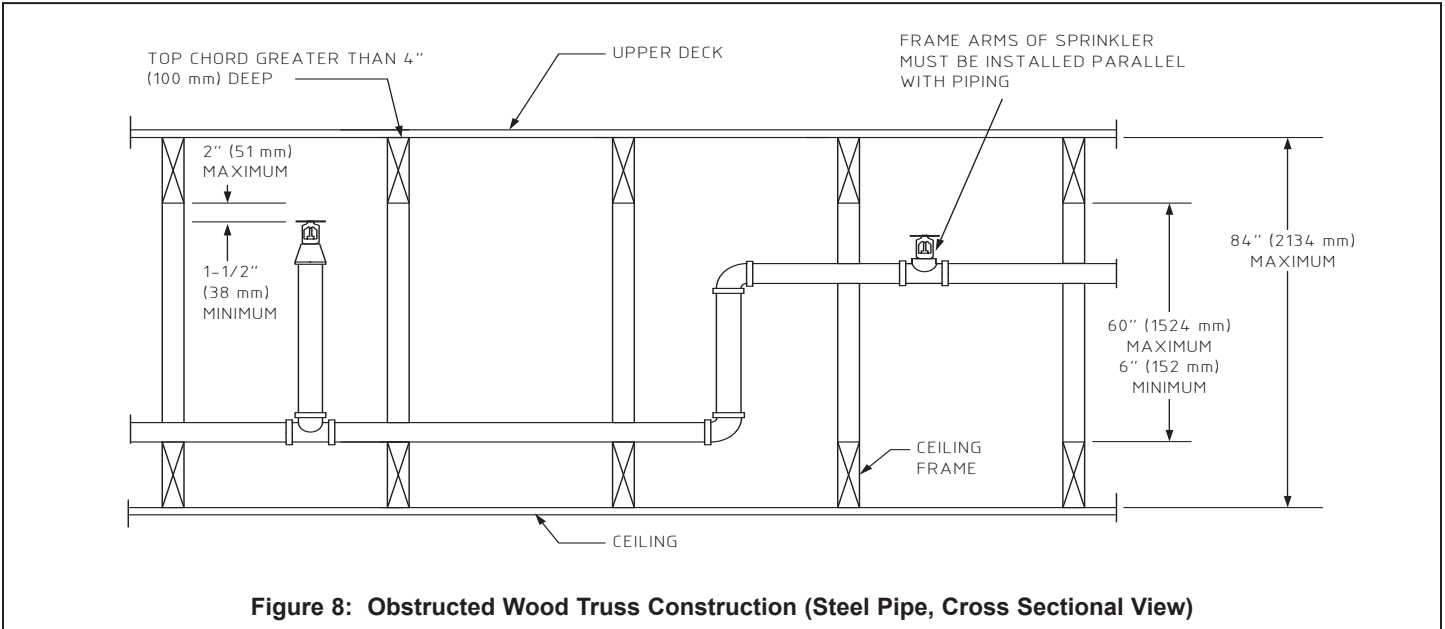 TOP CHORD GREATER THAN 4"
(100 mm) DEEP
UPPER DECK
FRAME ARMS OF SPRINKLER
MUST BE INSTALLED PARALLEL
WITH PIPING
2" (51 mm)
MAXIMUM
1-1/2"
(38 mm)
MINIMUM
84" (2134 mm)
MAXIMUM
60" (1524 mm)
MAXIMUM
6" (152 mm)
MINIMUM
CEILING
FRAME
CEILING
Figure 8: Obstructed Wood Truss Construction (Steel Pipe, Cross Sectional View)